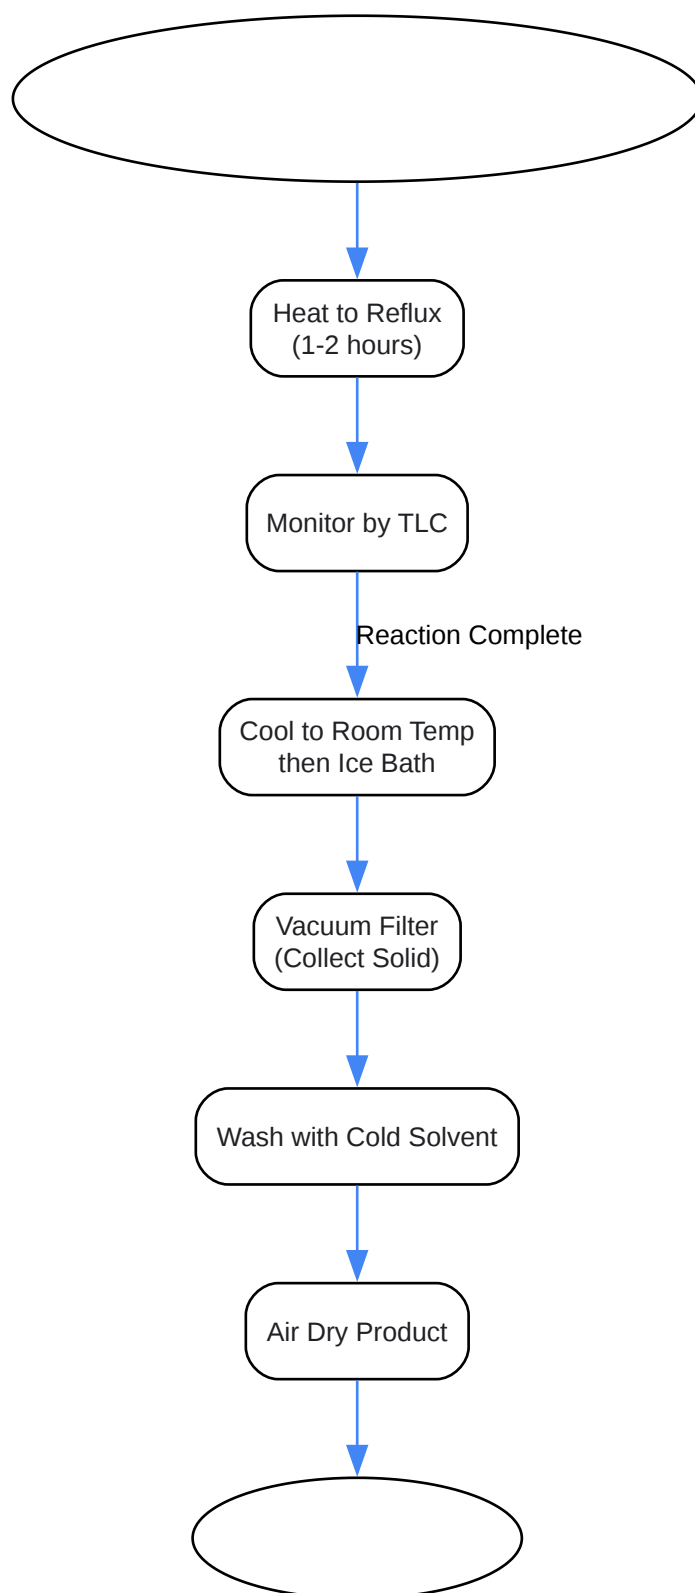 Heat to Reflux
(1-2 hours)
Monitor by TLC
Reaction Complete
Cool to Room Temp
then Ice Bath
Vacuum Filter
(Collect Solid)
Wash with Cold Solvent
Air Dry Product